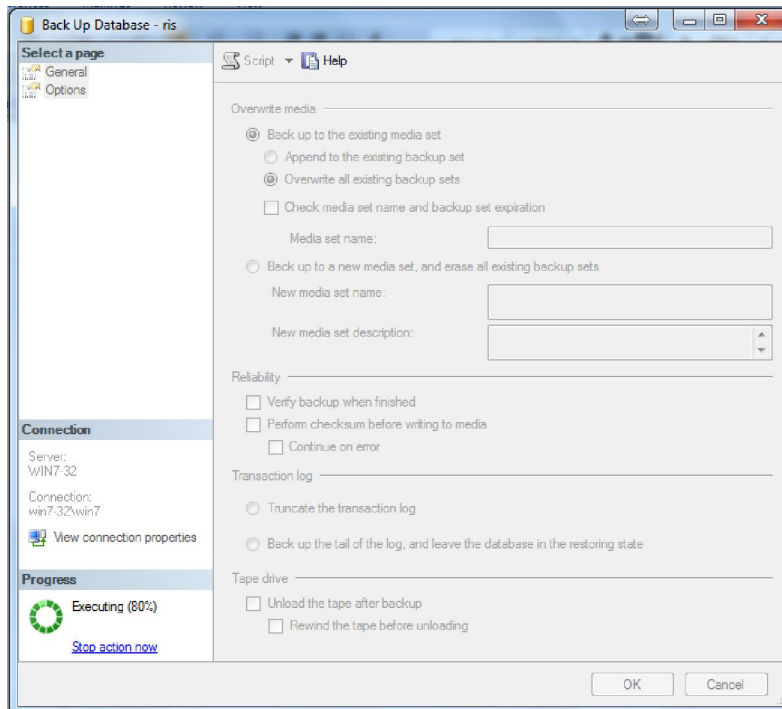 Back Up Database - ris
Select a page
General
Options
Script
Help
Overwrite media
Back up to the existing media set
Append to the existing backup set
Overwrite all existing backup sets
Check media set name and backup set expiration
Media set name:
Back up to a new media set, and erase all existing backup sets
New media set name:
New media set description:
Reliability
Verify backup when finished
Perform checksum before writing to media
Continue on error
Transaction log
Truncate the transaction log
Back up the tail of the log, and leave the database in the restoring state
Tape drive
Unload the tape after backup
Rewind the tape before unloading
Connection
Server:
WIN7-32
Connection:
win7-32\win7
View connection properties
Progress
Executing (80%)
Stop action now
OK
Cancel